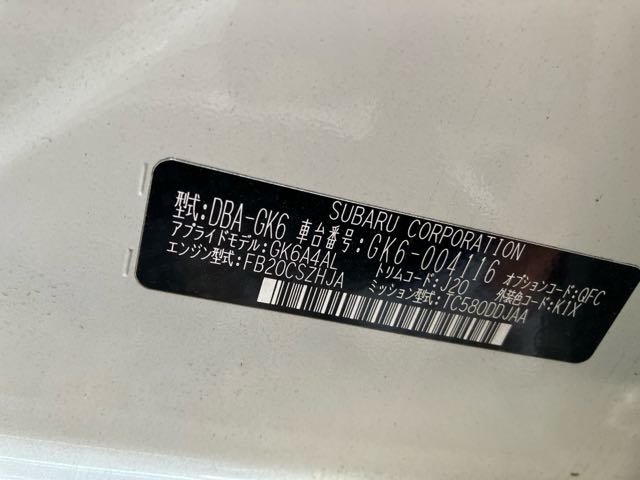 SUBARU CORPORATION
型式:DBA-GK6 車台番号:GK6-004116
アプライドモデル:GK6A4AL トリムコード:J20 オプションコード:QFC
エンジン型式:FB20CSZHJA ミッション型式:TC580DDJAA 外装色コード:K1X